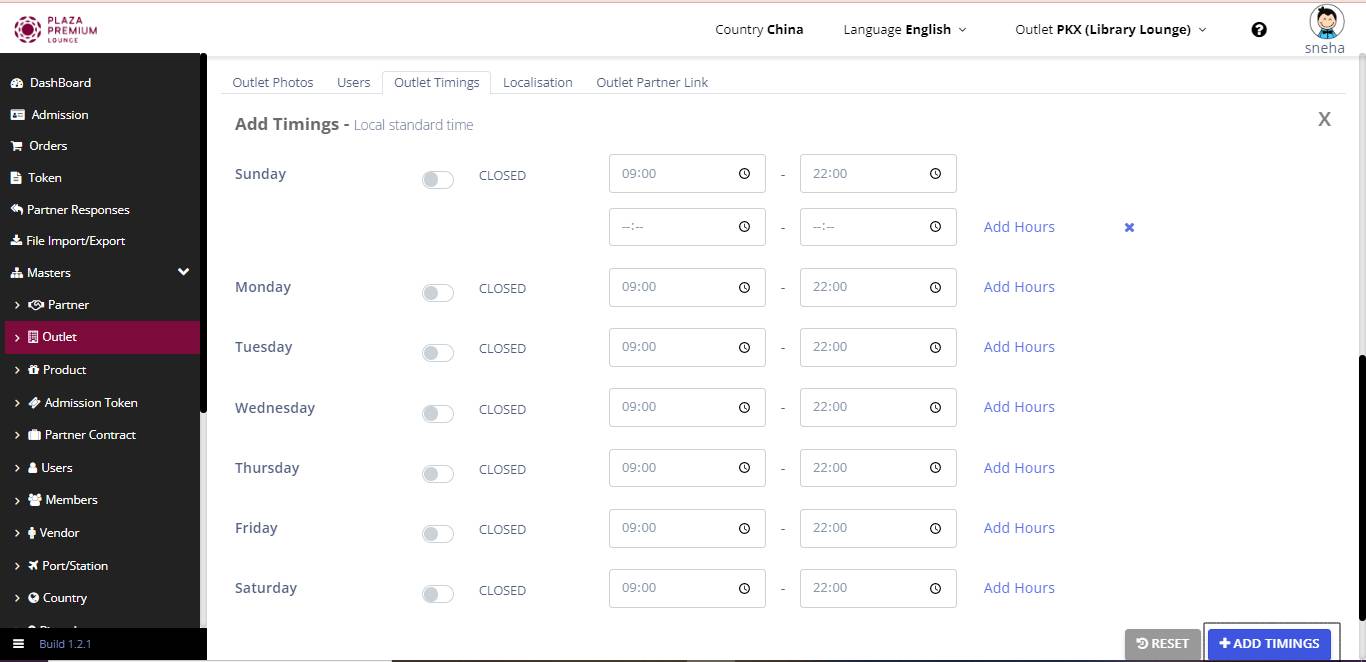 PLAZA
PREMIUM
LOUNGE
Country China
Language English
Outlet PKX (Library Lounge)
sneha
DashBoard
Admission
Orders
Token
Partner Responses
File Import/Export
Masters
Partner
Outlet
Product
Admission Token
Partner Contract
Users
Members
Vendor
Port/Station
Country
Build 1.2.1
Outlet Photos
Users
Outlet Timings
Localisation
Outlet Partner Link
Add Timings - Local standard time
X
Sunday CLOSED 09:00 - 22:00
--:-- - --:-- Add Hours
Monday CLOSED 09:00 - 22:00 Add Hours
Tuesday CLOSED 09:00 - 22:00 Add Hours
Wednesday CLOSED 09:00 - 22:00 Add Hours
Thursday CLOSED 09:00 - 22:00 Add Hours
Friday CLOSED 09:00 - 22:00 Add Hours
Saturday CLOSED 09:00 - 22:00 Add Hours
RESET
+ ADD TIMINGS